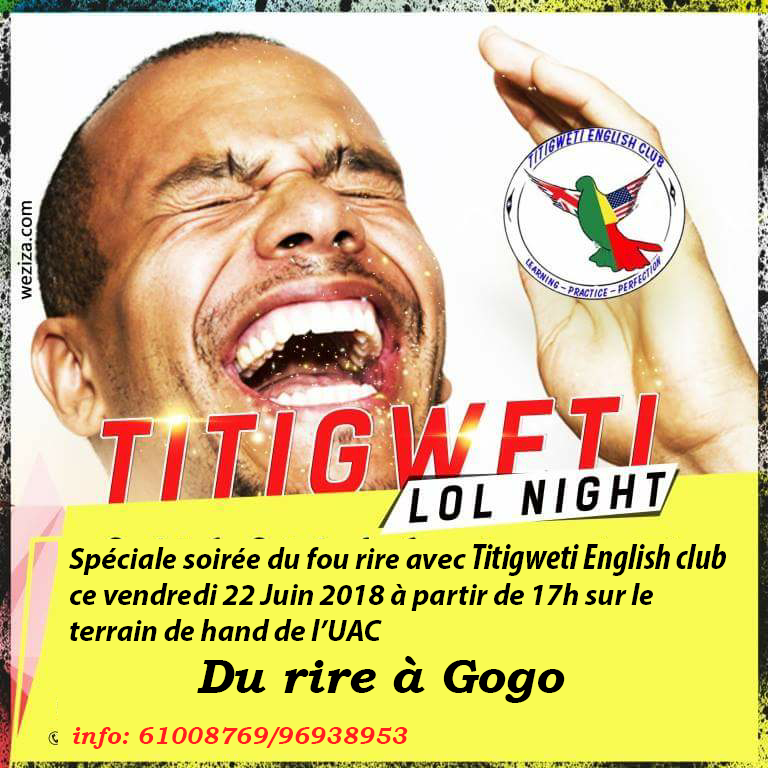 weziza.com
TITIGWETI ENGLISH CLUB
LEARNING - PRACTICE - PERFECTION
TITIGWETI
LOL NIGHT
Spéciale soirée du fou rire avec Titigweti English club
ce vendredi 22 Juin 2018 à partir de 17h sur le
terrain de hand de l'UAC
Du rire à Gogo
info: 61008769/96938953